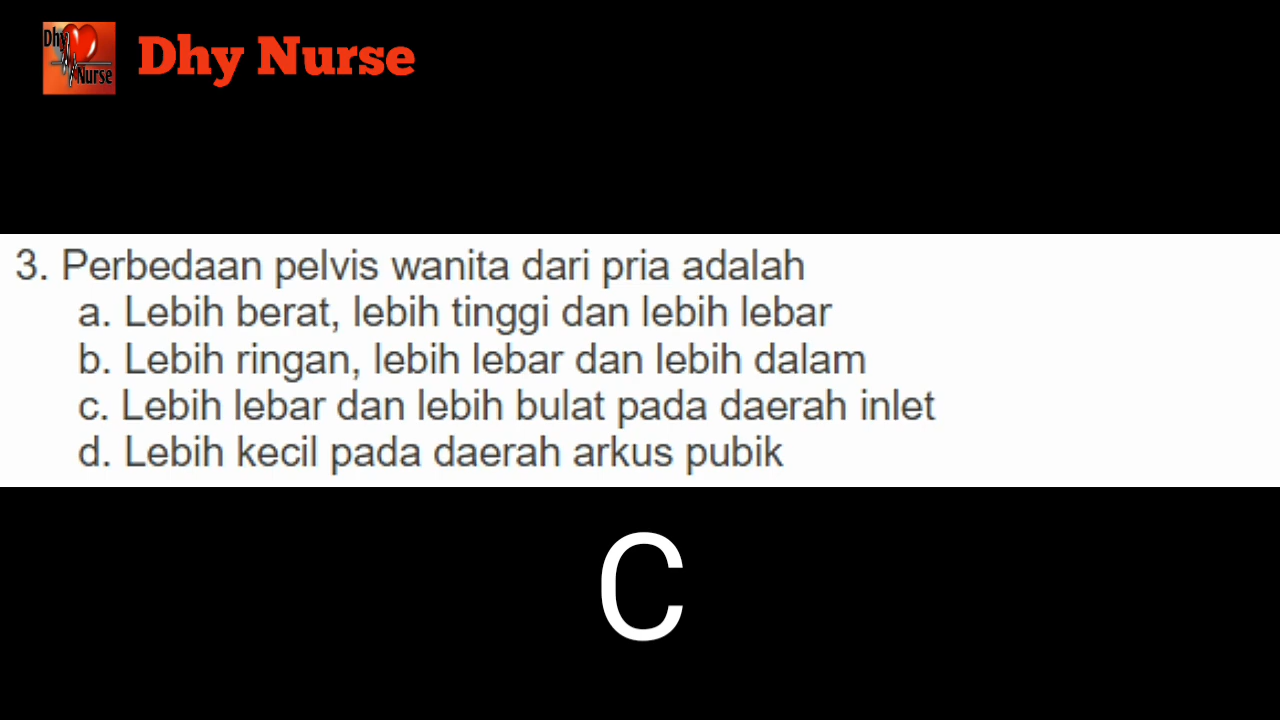 Dhy
Nurse
Dhy Nurse
3. Perbedaan pelvis wanita dari pria adalah
a. Lebih berat, lebih tinggi dan lebih lebar
b. Lebih ringan, lebih lebar dan lebih dalam
c. Lebih lebar dan lebih bulat pada daerah inlet
d. Lebih kecil pada daerah arkus pubik
C